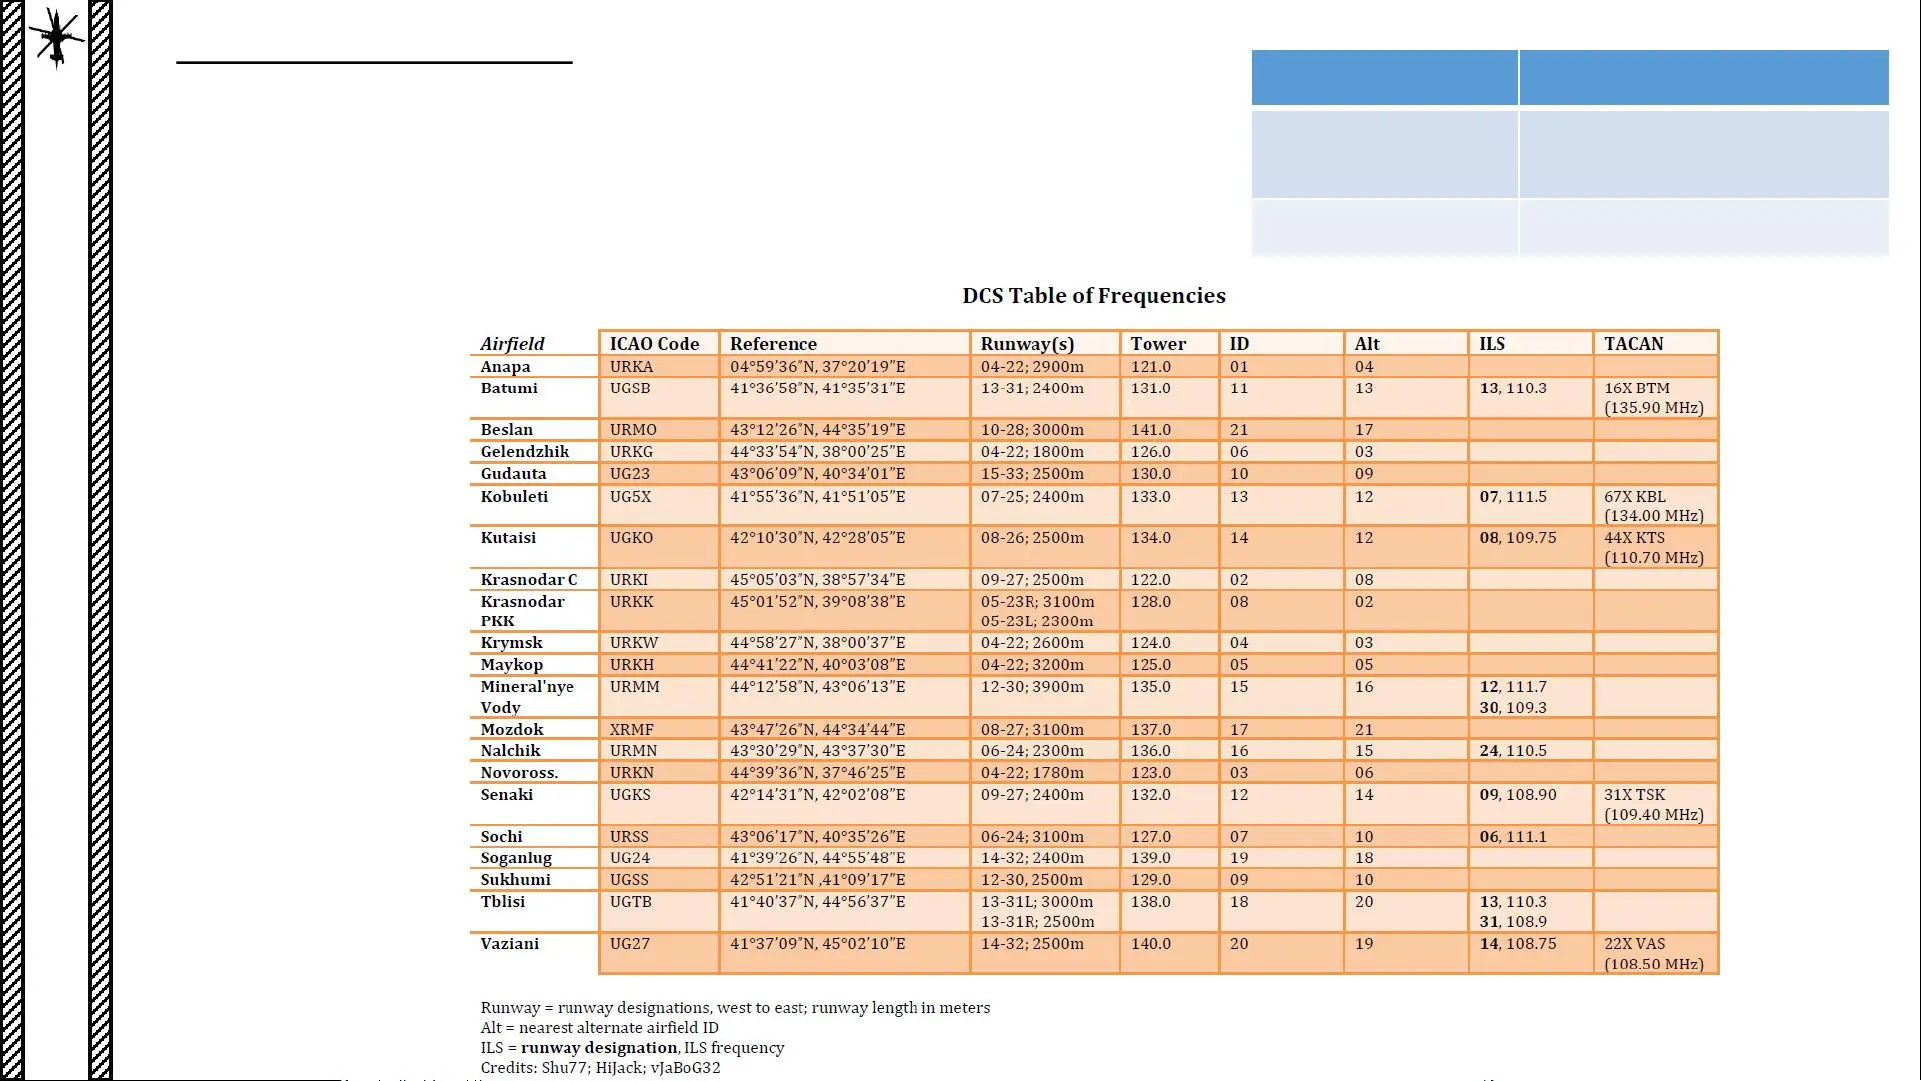 DCS Table of Frequencies
Airfield ICAO Code Reference Runway(s) Tower ID Alt ILS TACAN
Anapa URKA 04°59’36”N, 37°20’19”E 04-22; 2900m 121.0 01 04
Batumi UGSB 41°36’58”N, 41°35’31”E 13-31; 2400m 131.0 11 13 13, 110.3 16X BTM
(135.90 MHz)
Beslan URMO 43°12’26”N, 44°35’19”E 10-28; 3000m 141.0 21 17
Gelendzhik URKG 44°33’54”N, 38°00’25”E 04-22; 1800m 126.0 06 03
Gudauta UG23 43°06’09”N, 40°34’01”E 15-33; 2500m 130.0 10 09
Kobuleti UG5X 41°55’36”N, 41°51’05”E 07-25; 2400m 133.0 13 12 07, 111.5 67X KBL
(134.00 MHz)
Kutaisi UGKO 42°10’30”N, 42°28’05”E 08-26; 2500m 134.0 14 12 08, 109.75 44X KTS
(110.70 MHz)
Krasnodar C URKI 45°05’03”N, 38°57’34”E 09-27; 2500m 122.0 02 08
Krasnodar URKK 45°01’52”N, 39°08’38”E 05-23R; 3100m 128.0 08 02
PKK 05-23L; 2300m
Krymsk URKW 44°58’27”N, 38°00’37”E 04-22; 2600m 124.0 04 03
Maykop URKH 44°41’22”N, 40°03’08”E 04-22; 3200m 125.0 05 05
Mineral'nye URMM 44°12’58”N, 43°06’13”E 12-30; 3900m 135.0 15 16 12, 111.7
Vody 30, 109.3
Mozdok XRMF 43°47’26”N, 44°34’44”E 08-27; 3100m 137.0 17 21
Nalchik URMN 43°30’29”N, 43°37’30”E 06-24; 2300m 136.0 16 15 24, 110.5
Novoross. URKN 44°39’36”N, 37°46’25”E 04-22; 1780m 123.0 03 06
Senaki UGKS 42°14’31”N, 42°02’08”E 09-27; 2400m 132.0 12 14 09, 108.90 31X TSK
(109.40 MHz)
Sochi URSS 43°06’17”N, 40°35’26”E 06-24; 3100m 127.0 07 10 06, 111.1
Soganlug UG24 41°39’26”N, 44°55’48”E 14-32; 2400m 139.0 19 18
Sukhumi UGSS 42°51’21”N ,41°09’17”E 12-30, 2500m 129.0 09 10
Tblisi UGTB 41°40’37”N, 44°56’37”E 13-31L; 3000m 138.0 18 20 13, 110.3
13-31R; 2500m 31, 108.9
Vaziani UG27 41°37’09”N, 45°02’10”E 14-32; 2500m 140.0 20 19 14, 108.75 22X VAS
(108.50 MHz)
Runway = runway designations, west to east; runway length in meters
Alt = nearest alternate airfield ID
ILS = runway designation, ILS frequency
Credits: Shu77; HiJack; vJaBoG32